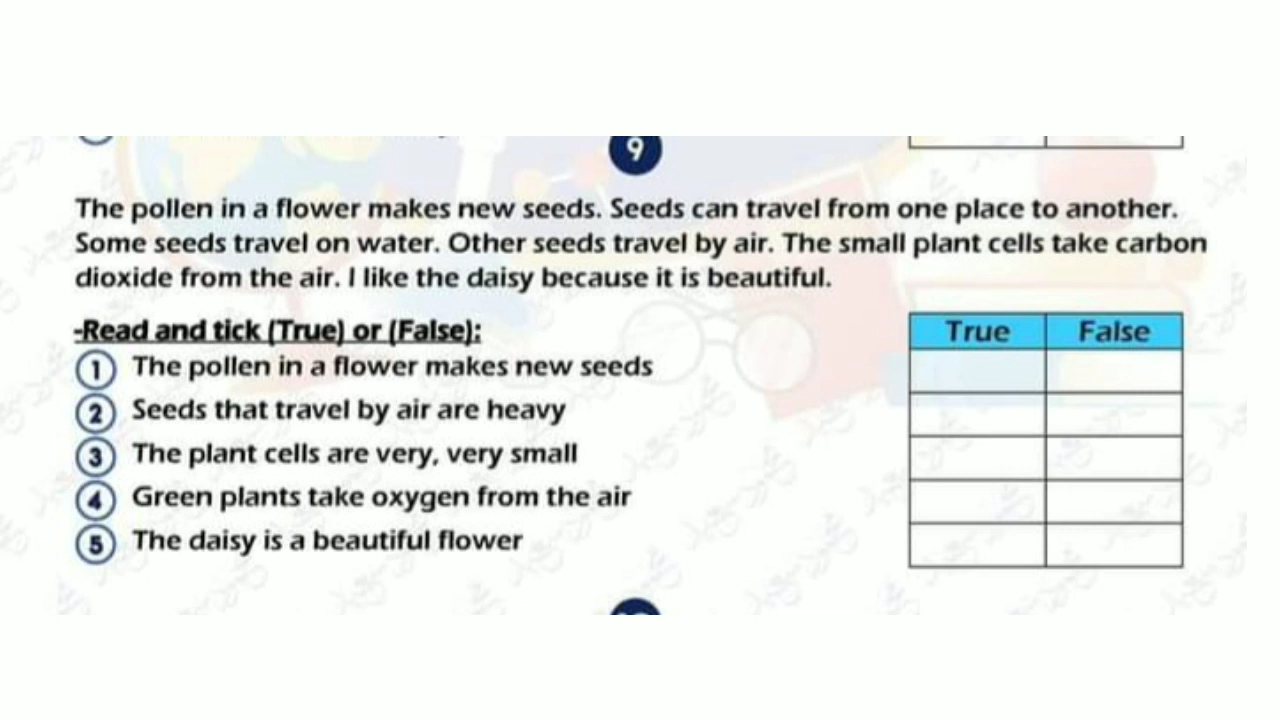 9
The pollen in a flower makes new seeds. Seeds can travel from one place to another.
Some seeds travel on water. Other seeds travel by air. The small plant cells take carbon
dioxide from the air. I like the daisy because it is beautiful.
-Read and tick (True) or (False):
True False
1 The pollen in a flower makes new seeds
2 Seeds that travel by air are heavy
3 The plant cells are very, very small
4 Green plants take oxygen from the air
5 The daisy is a beautiful flower